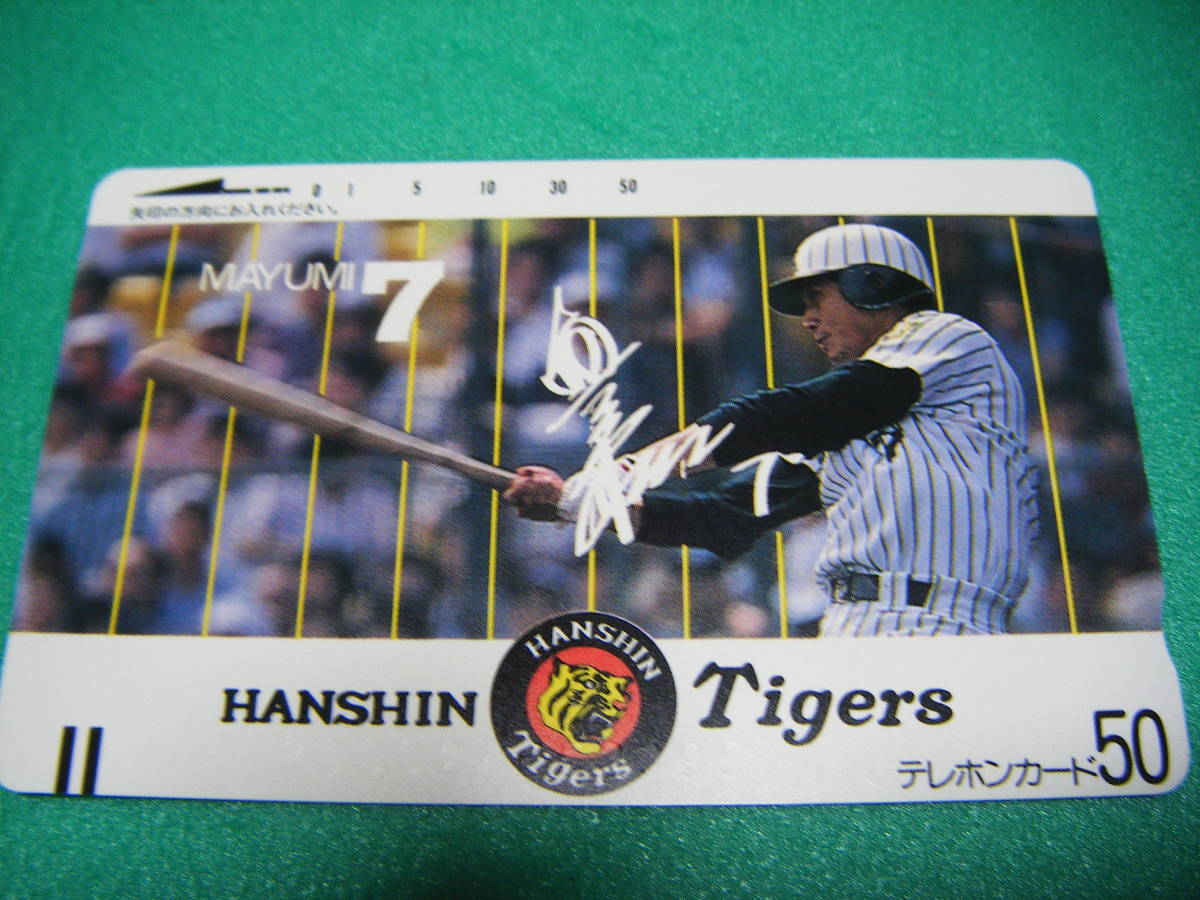 0 1 5 10 30 50
矢印の方向にお入れください。
MAYUMI 7
HANSHIN
HANSHIN
Tigers
Tigers
テレホンカード50